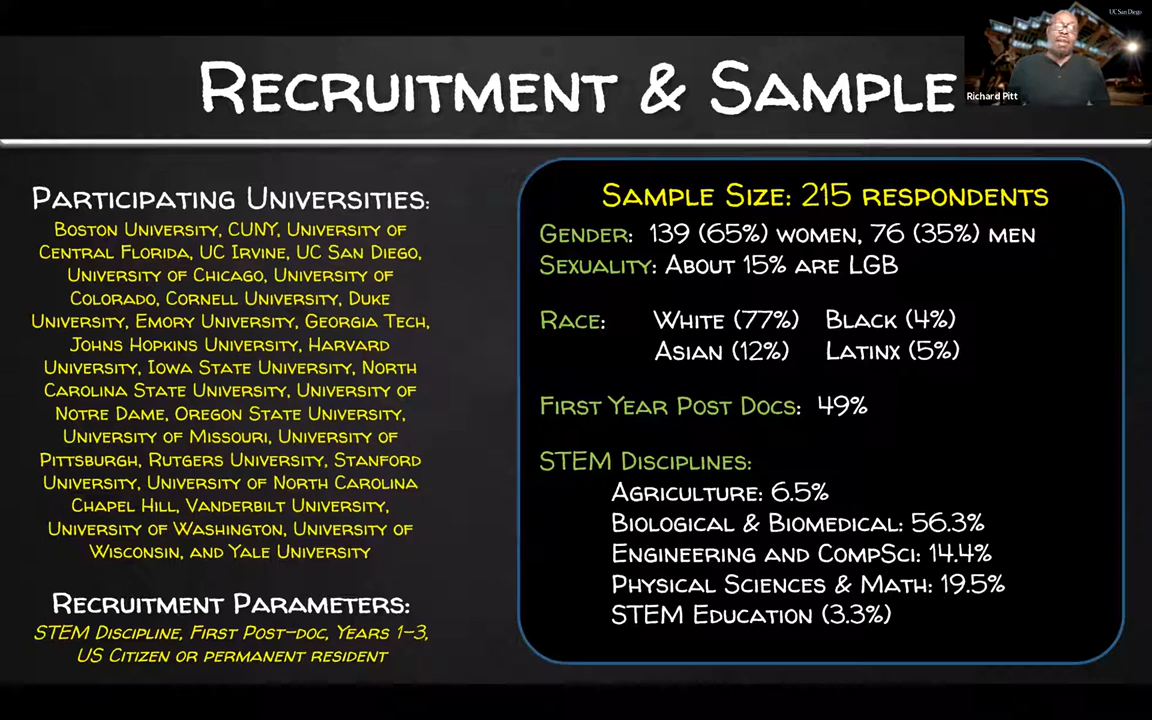 UC San Diego
RECRUITMENT & SAMPLE
Richard Pitt
PARTICIPATING UNIVERSITIES:
BOSTON UNIVERSITY, CUNY, UNIVERSITY OF
CENTRAL FLORIDA, UC IRVINE, UC SAN DIEGO,
UNIVERSITY OF CHICAGO, UNIVERSITY OF
COLORADO, CORNELL UNIVERSITY, DUKE
UNIVERSITY, EMORY UNIVERSITY, GEORGIA TECH,
JOHNS HOPKINS UNIVERSITY, HARVARD
UNIVERSITY, IOWA STATE UNIVERSITY, NORTH
CAROLINA STATE UNIVERSITY, UNIVERSITY OF
NOTRE DAME, OREGON STATE UNIVERSITY,
UNIVERSITY OF MISSOURI, UNIVERSITY OF
PITTSBURGH, RUTGERS UNIVERSITY, STANFORD
UNIVERSITY, UNIVERSITY OF NORTH CAROLINA
CHAPEL HILL, VANDERBILT UNIVERSITY,
UNIVERSITY OF WASHINGTON, UNIVERSITY OF
WISCONSIN, AND YALE UNIVERSITY
RECRUITMENT PARAMETERS:
STEM DISCIPLINE, FIRST POST-DOC, YEARS 1-3,
US CITIZEN OR PERMANENT RESIDENT
SAMPLE SIZE: 215 RESPONDENTS
GENDER: 139 (65%) WOMEN, 76 (35%) MEN
SEXUALITY: ABOUT 15% ARE LGB
RACE: WHITE (77%) BLACK (4%)
ASIAN (12%) LATINX (5%)
FIRST YEAR POST DOCS: 49%
STEM DISCIPLINES:
AGRICULTURE: 6.5%
BIOLOGICAL & BIOMEDICAL: 56.3%
ENGINEERING AND COMPSCI: 14.4%
PHYSICAL SCIENCES & MATH: 19.5%
STEM EDUCATION (3.3%)